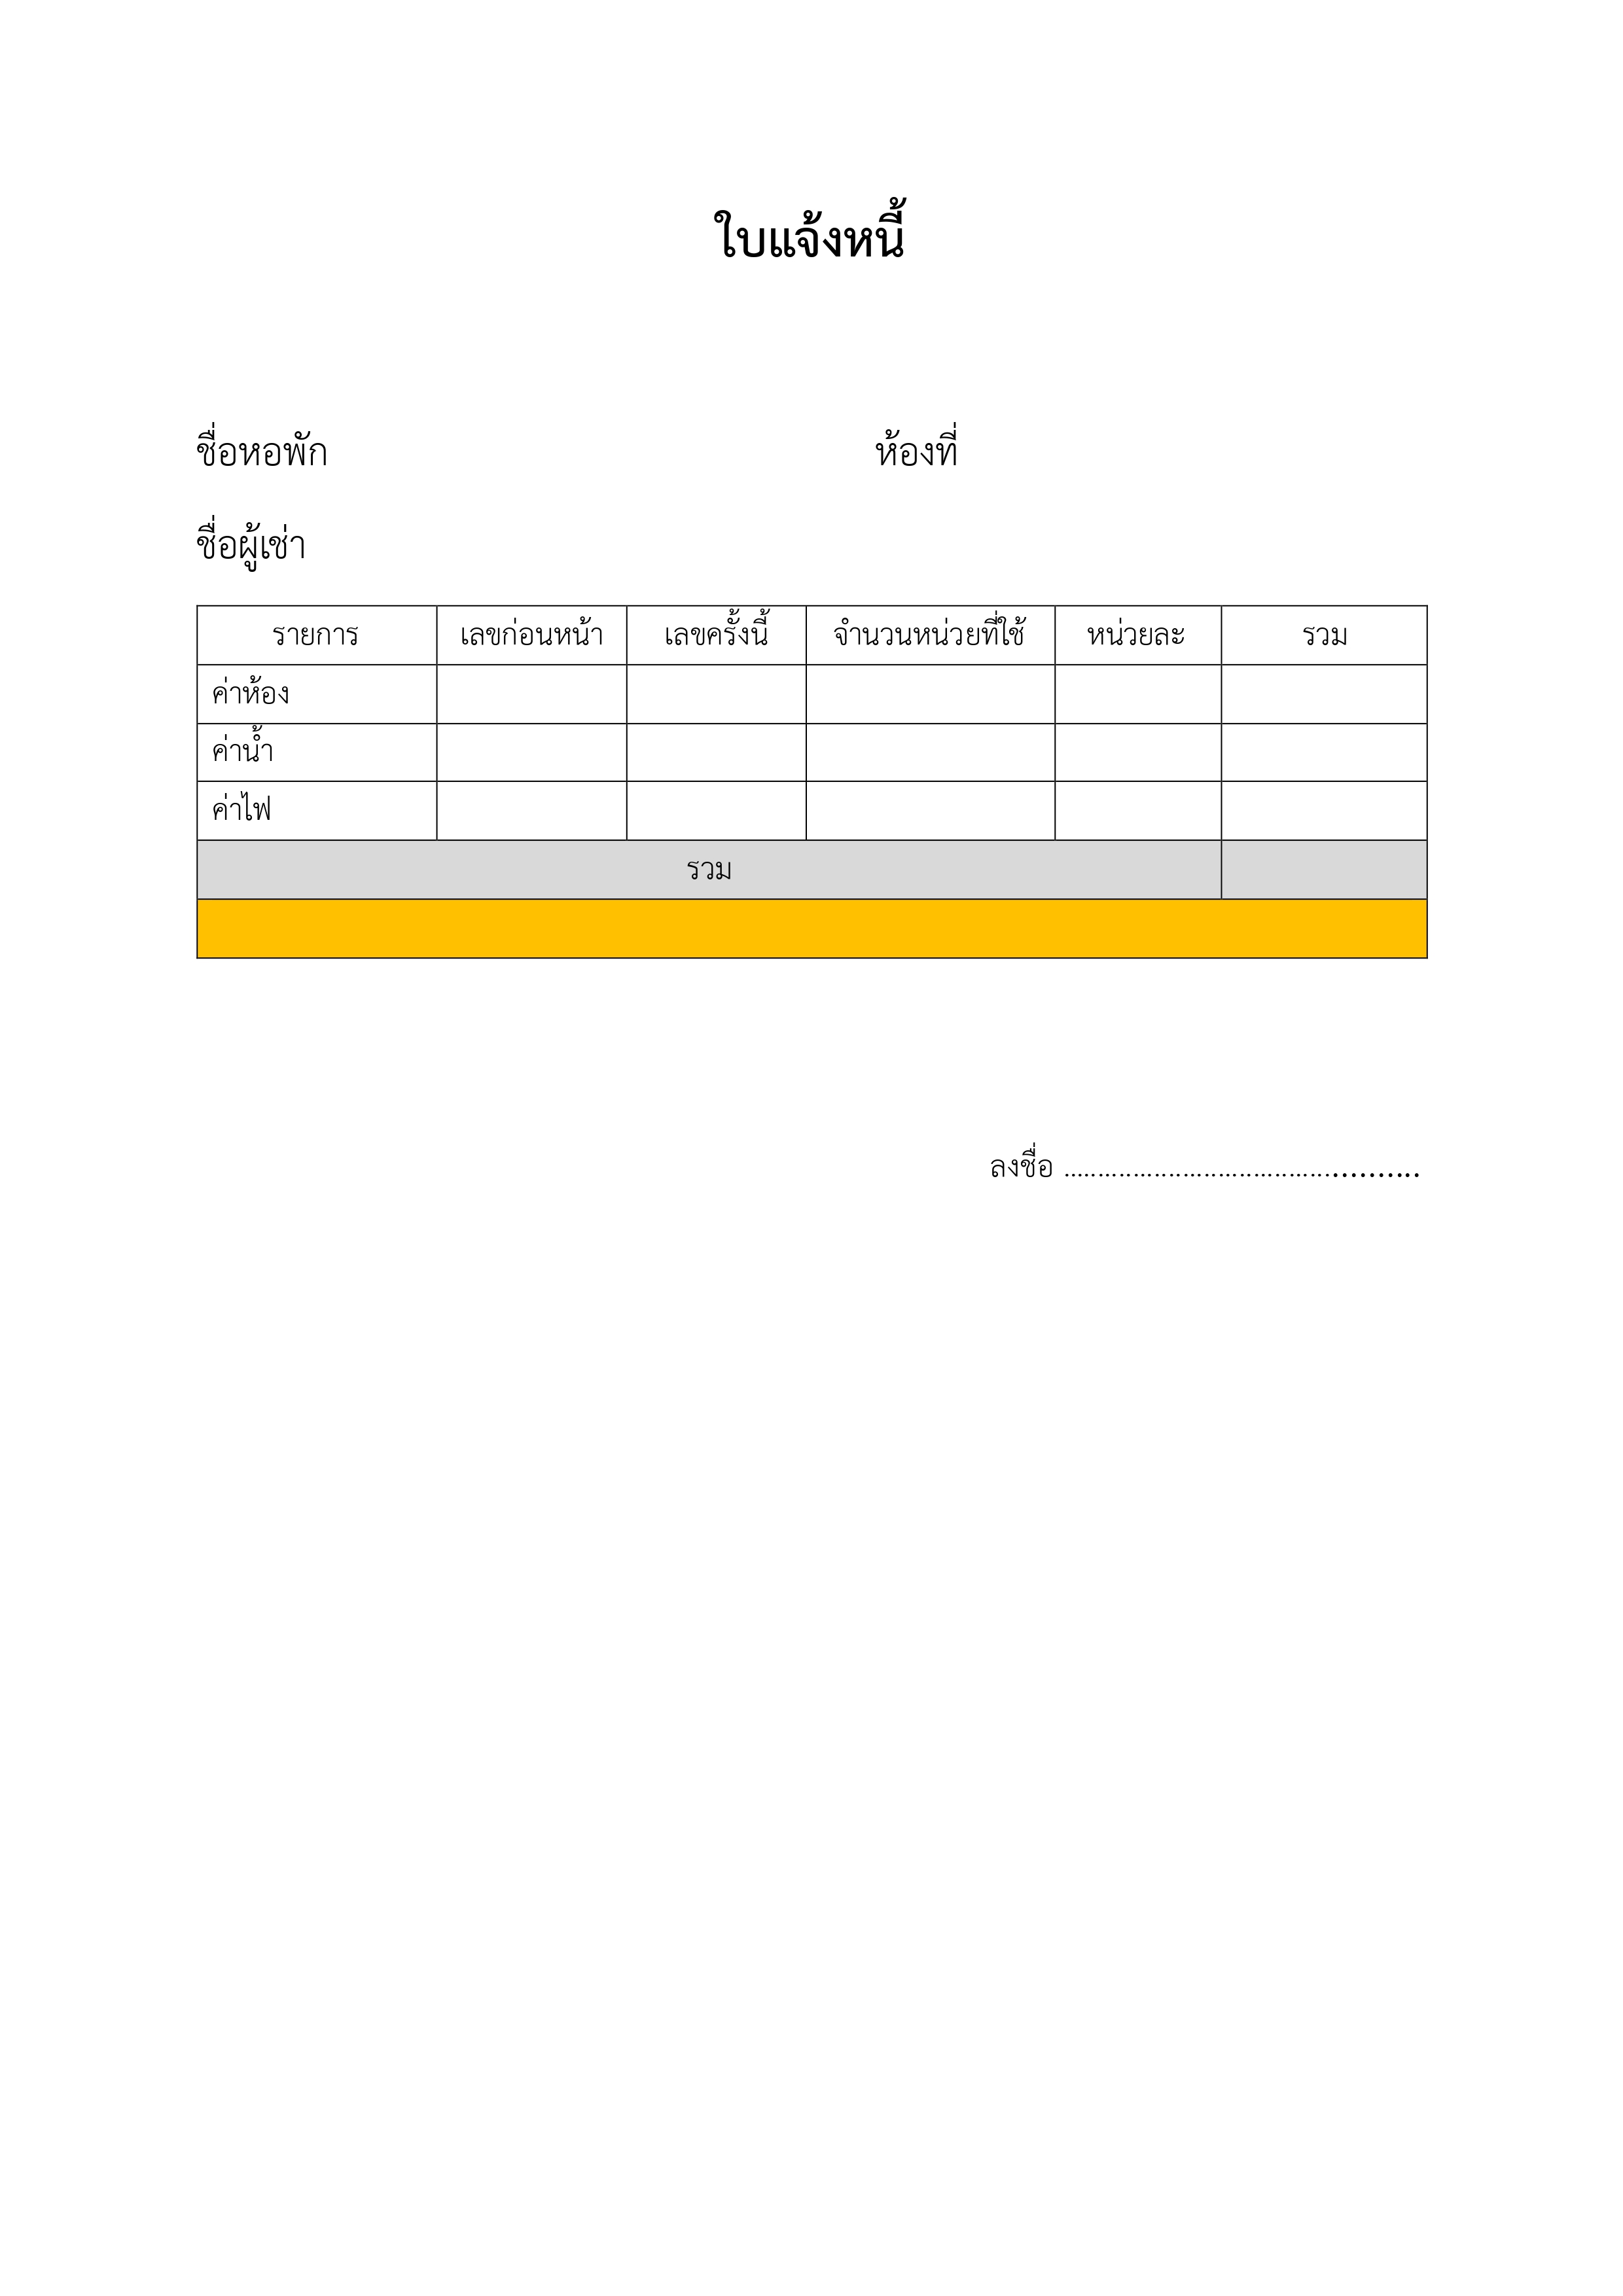 ใบแจ้งหนี้
ชื่อหอพัก ห้องที่
ชื่อผู้เช่า
รายการ เลขก่อนหน้า เลขครั้งนี้ จำนวนหน่วยที่ใช้ หน่วยละ รวม
ค่าห้อง
ค่าน้ำ
ค่าไฟ
รวม
ลงชื่อ ................................................